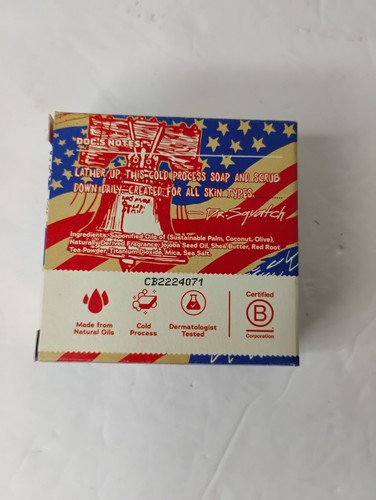 "DOC'S NOTES:"
LATHER UP THIS COLD PROCESS SOAP AND SCRUB
DOWN DAILY. CREATED FOR ALL SKIN TYPES.
Dr. Squatch
Ingredients: Saponified Oils of (Sustainable Palm, Coconut, Olive),
Naturally Derived Fragrance, Jojoba Seed Oil, Shea Butter, Red Root
Tea Powder, Titanium Dioxide, Mica, Sea Salt
CB2224071
Made from
Natural Oils
Cold
Process
Dermatologist
Tested
Certified
B
Corporation